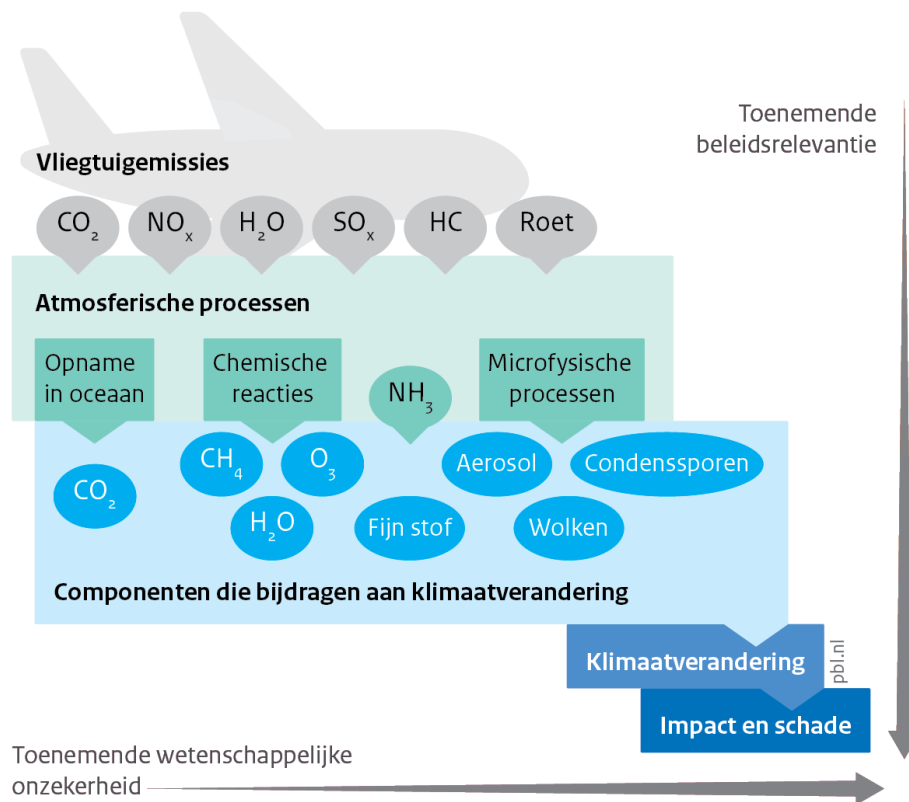 Toenemende
beleidsrelevantie
Vliegtuigemissies
CO₂ NOₓ H₂O SOₓ HC Roet
Atmosferische processen
Opname
in oceaan
Chemische
reacties
NH₃
Microfysische
processen
CO₂
CH₄
O₃
H₂O
Fijn stof
Aerosol
Condenssporen
Wolken
Componenten die bijdragen aan klimaatverandering
Klimaatverandering
pbl.nl
Impact en schade
Toenemende wetenschappelijke
onzekerheid